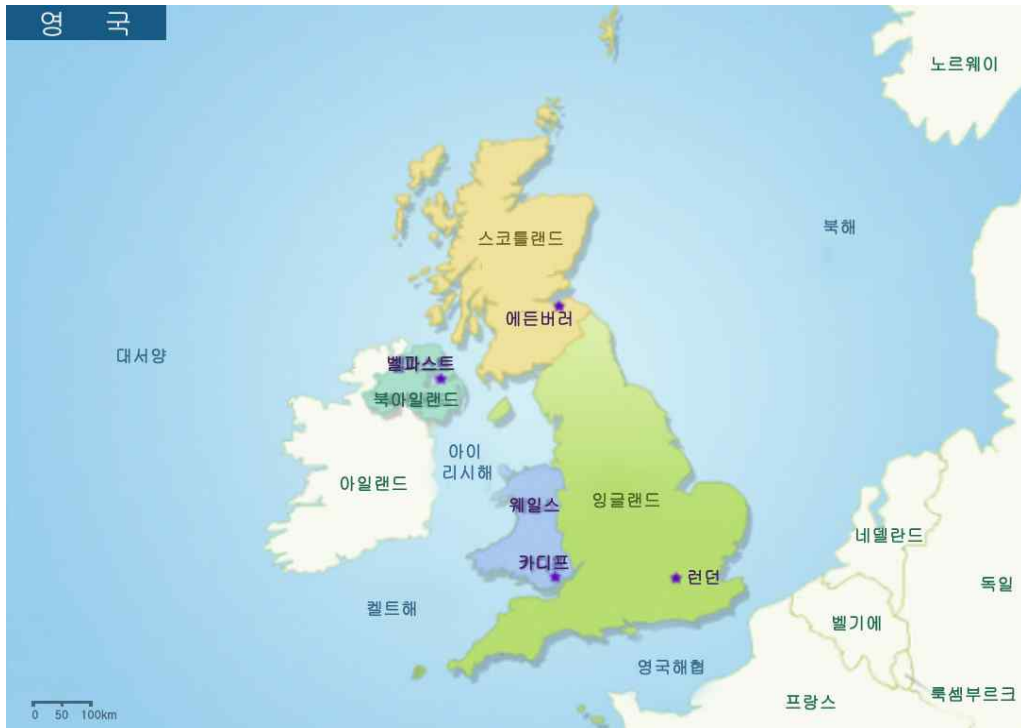 영 국
노르웨이
북해
스코틀랜드
에든버러
대서양
벨파스트
북아일랜드
아이
리시해
아일랜드
웨일스
잉글랜드
네델란드
카디프
런던
독일
켈트해
벨기에
영국해협
룩셈부르크
프랑스
0 50 100km